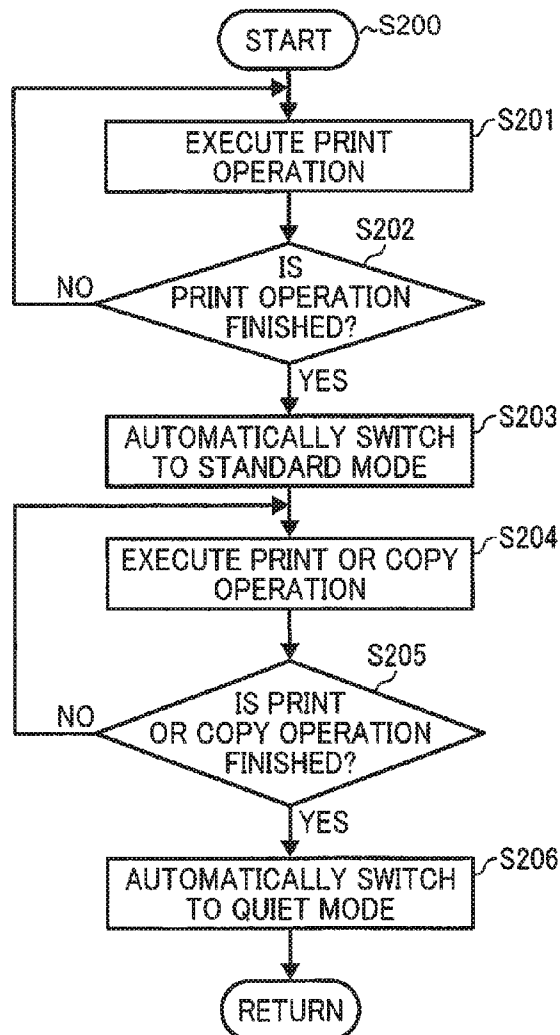 START
S200
S201
EXECUTE PRINT
OPERATION
S202
IS
PRINT OPERATION
FINISHED?
NO
YES
S203
AUTOMATICALLY SWITCH
TO STANDARD MODE
S204
EXECUTE PRINT OR COPY
OPERATION
S205
IS PRINT
OR COPY OPERATION
FINISHED?
NO
YES
S206
AUTOMATICALLY SWITCH
TO QUIET MODE
RETURN